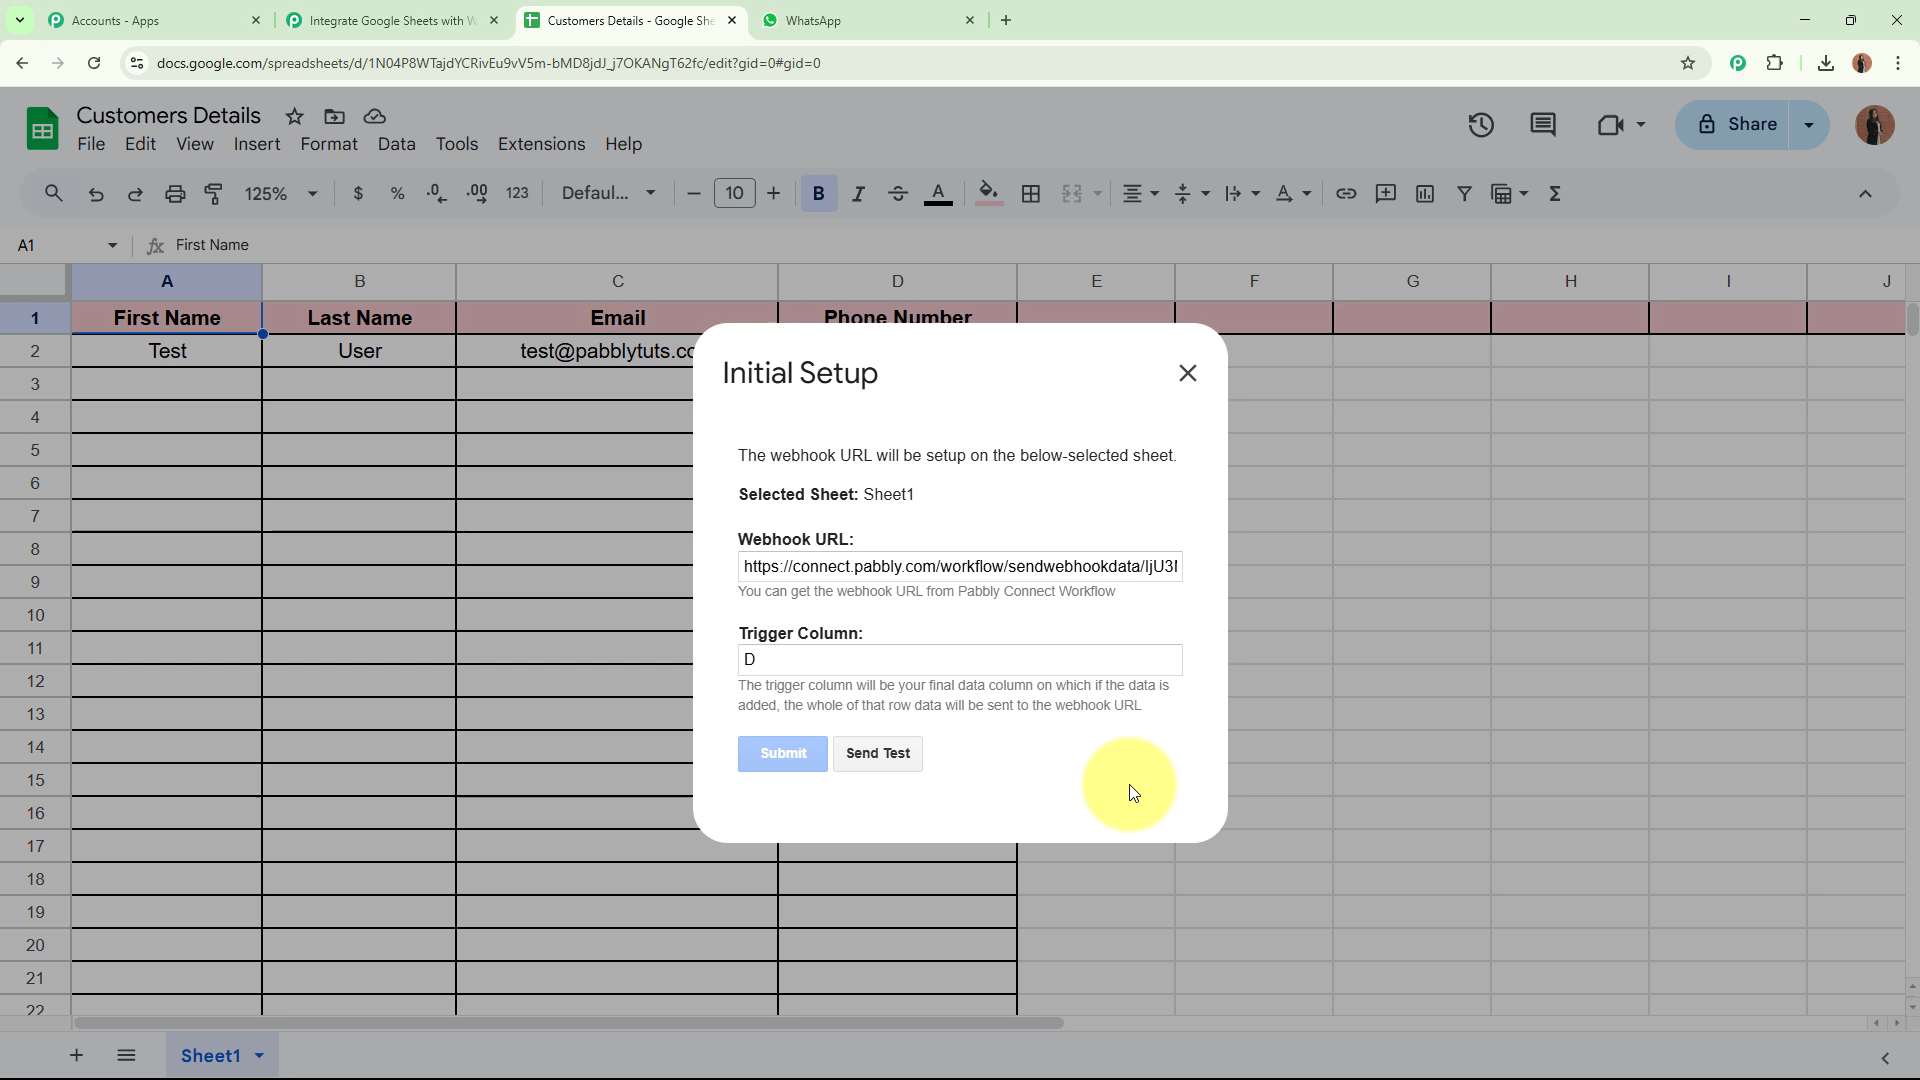 Accounts - Apps
Integrate Google Sheets with W
Customers Details - Google She
WhatsApp
docs.google.com/spreadsheets/d/1N04P8WTajdYCRivEu9vV5m-bMD8jdJ_j7OKANgT62fc/edit?gid=0#gid=0
Customers Details
File Edit View Insert Format Data Tools Extensions Help
Share
125% $ % .0 .00 123 Defaul... 10 B I A
A1 fx First Name
A B C D E F G H I J
1 First Name Last Name Email Phone Number
2 Test User test@pabblytuts.co
3
4
5
6
7
8
9
10
11
12
13
14
15
16
17
18
19
20
21
22
Initial Setup
The webhook URL will be setup on the below-selected sheet.
Selected Sheet: Sheet1
Webhook URL:
https://connect.pabbly.com/workflow/sendwebhookdata/IjU3
You can get the webhook URL from Pabbly Connect Workflow
Trigger Column:
D
The trigger column will be your final data column on which if the data is
added, the whole of that row data will be sent to the webhook URL
Submit Send Test
Sheet1